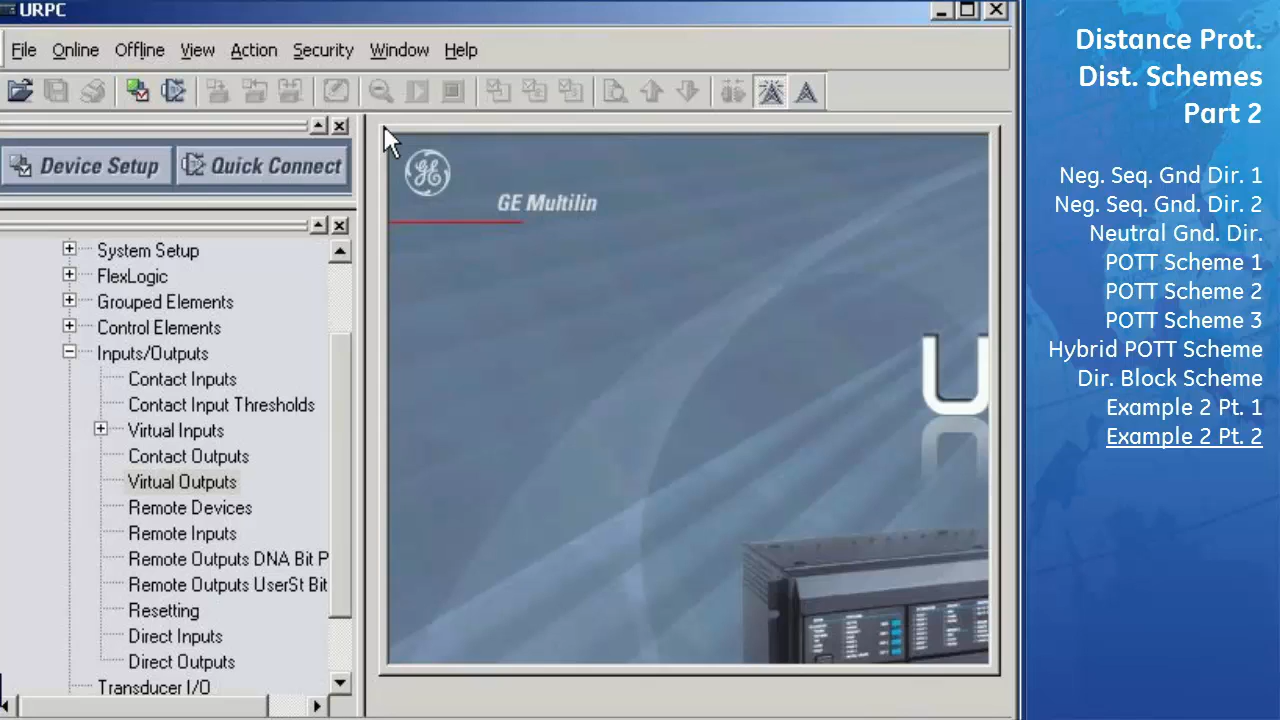 URPC
File Online Offline View Action Security Window Help
Device Setup Quick Connect
System Setup
FlexLogic
Grouped Elements
Control Elements
Inputs/Outputs
Contact Inputs
Contact Input Thresholds
Virtual Inputs
Contact Outputs
Virtual Outputs
Remote Devices
Remote Inputs
Remote Outputs DNA Bit P
Remote Outputs UserSt Bit
Resetting
Direct Inputs
Direct Outputs
Transducer I/O
GE
GE Multilin
U
Distance Prot.
Dist. Schemes
Part 2
Neg. Seq. Gnd Dir. 1
Neg. Seq. Gnd. Dir. 2
Neutral Gnd. Dir.
POTT Scheme 1
POTT Scheme 2
POTT Scheme 3
Hybrid POTT Scheme
Dir. Block Scheme
Example 2 Pt. 1
Example 2 Pt. 2